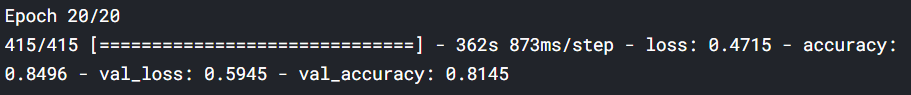 Epoch 20/20
415/415 [==============================] - 362s 873ms/step - loss: 0.4715 - accuracy:
0.8496 - val_loss: 0.5945 - val_accuracy: 0.8145